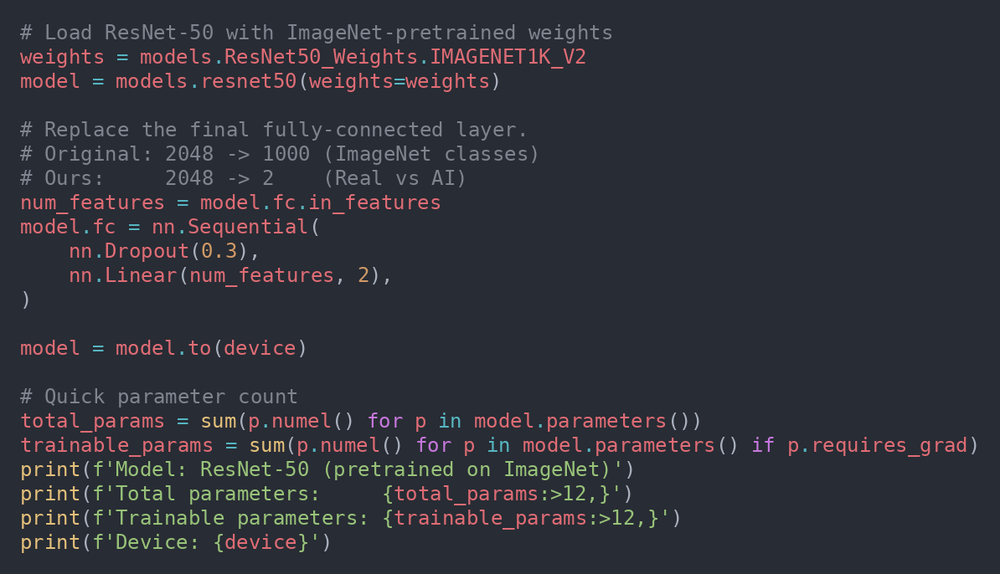 # Load ResNet-50 with ImageNet-pretrained weights
weights = models.ResNet50_Weights.IMAGENET1K_V2
model = models.resnet50(weights=weights)

# Replace the final fully-connected layer.
# Original: 2048 -> 1000 (ImageNet classes)
# Ours:     2048 -> 2    (Real vs AI)
num_features = model.fc.in_features
model.fc = nn.Sequential(
    nn.Dropout(0.3),
    nn.Linear(num_features, 2),
)

model = model.to(device)

# Quick parameter count
total_params = sum(p.numel() for p in model.parameters())
trainable_params = sum(p.numel() for p in model.parameters() if p.requires_grad)
print(f'Model: ResNet-50 (pretrained on ImageNet)')
print(f'Total parameters:     {total_params:>12,}')
print(f'Trainable parameters: {trainable_params:>12,}')
print(f'Device: {device}')